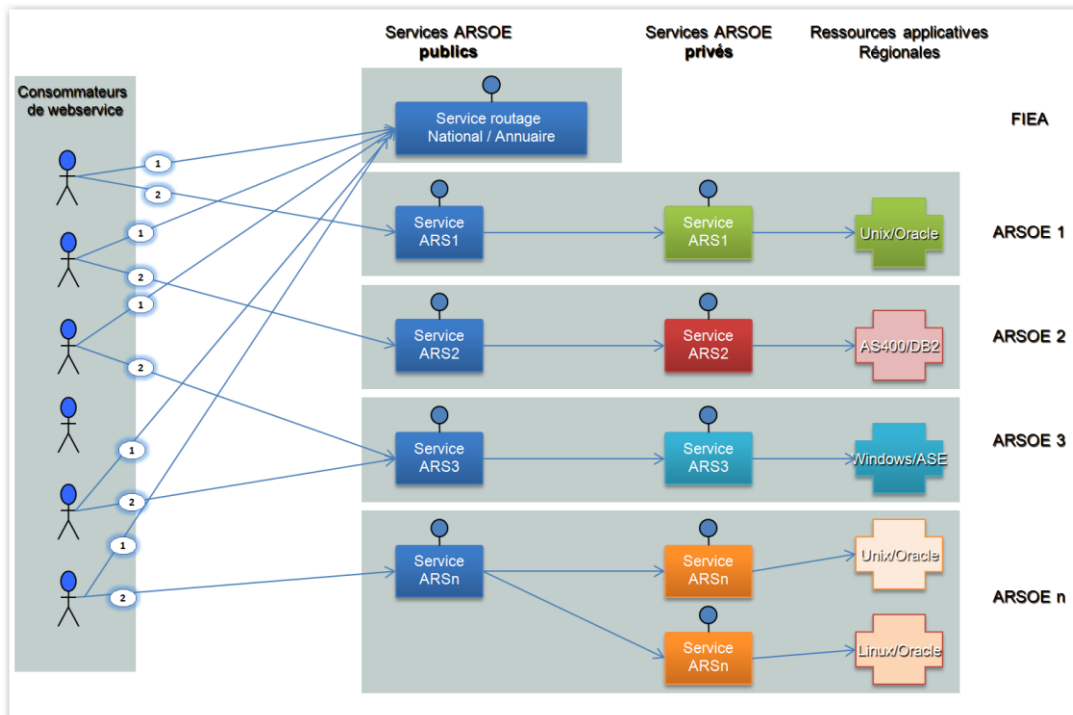 Services ARSOE
publics
Services ARSOE
privés
Ressources applicatives
Régionales
Consommateurs
de webservice
Service routage
National / Annuaire
FIEA
1
2
Service
ARS1
Service
ARS1
Unix/Oracle
ARSOE 1
1
2
1
Service
ARS2
Service
ARS2
AS400/DB2
ARSOE 2
2
1
Service
ARS3
Service
ARS3
Windows/ASE
ARSOE 3
2
1
2
Service
ARSn
Service
ARSn
Unix/Oracle
ARSOE n
Service
ARSn
Linux/Oracle